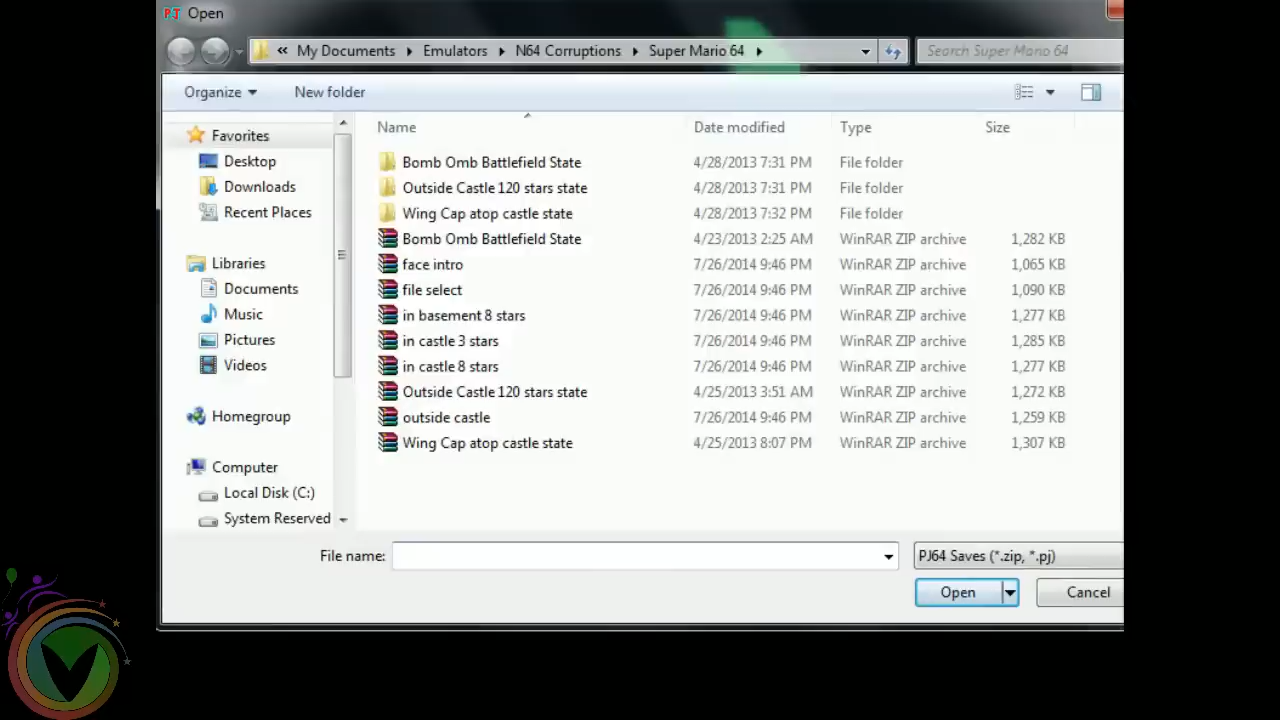 Open
« My Documents Emulators N64 Corruptions Super Mario 64
Search Super Mario 64
Organize New folder
Name Date modified Type Size
Favorites
Desktop
Downloads
Recent Places
Libraries
Documents
Music
Pictures
Videos
Homegroup
Computer
Local Disk (C:)
System Reserved
Bomb Omb Battlefield State 4/28/2013 7:31 PM File folder
Outside Castle 120 stars state 4/28/2013 7:31 PM File folder
Wing Cap atop castle state 4/28/2013 7:32 PM File folder
Bomb Omb Battlefield State 4/23/2013 2:25 AM WinRAR ZIP archive 1,282 KB
face intro 7/26/2014 9:46 PM WinRAR ZIP archive 1,065 KB
file select 7/26/2014 9:46 PM WinRAR ZIP archive 1,090 KB
in basement 8 stars 7/26/2014 9:46 PM WinRAR ZIP archive 1,277 KB
in castle 3 stars 7/26/2014 9:46 PM WinRAR ZIP archive 1,285 KB
in castle 8 stars 7/26/2014 9:46 PM WinRAR ZIP archive 1,277 KB
Outside Castle 120 stars state 4/25/2013 3:51 AM WinRAR ZIP archive 1,272 KB
outside castle 7/26/2014 9:46 PM WinRAR ZIP archive 1,259 KB
Wing Cap atop castle state 4/25/2013 8:07 PM WinRAR ZIP archive 1,307 KB
File name:
PJ64 Saves (*.zip, *.pj)
Open Cancel